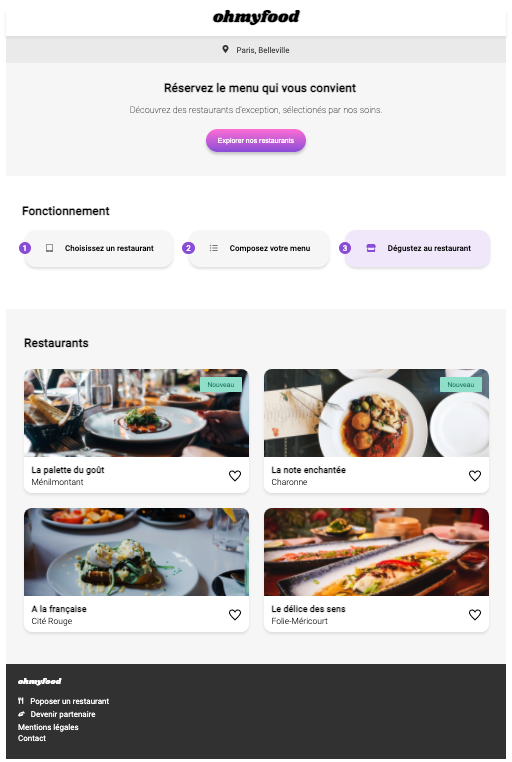 ohmyfood
Paris, Belleville
Réservez le menu qui vous convient
Découvrez des restaurants d'exception, sélectionés par nos soins.
Explorer nos restaurants
Fonctionnement
1 Choisissez un restaurant
2 Composez votre menu
3 Dégustez au restaurant
Restaurants
Nouveau
La palette du goût
Ménilmontant
Nouveau
La note enchantée
Charonne
A la française
Cité Rouge
Le délice des sens
Folie-Méricourt
ohmyfood
Poposer un restaurant
Devenir partenaire
Mentions légales
Contact